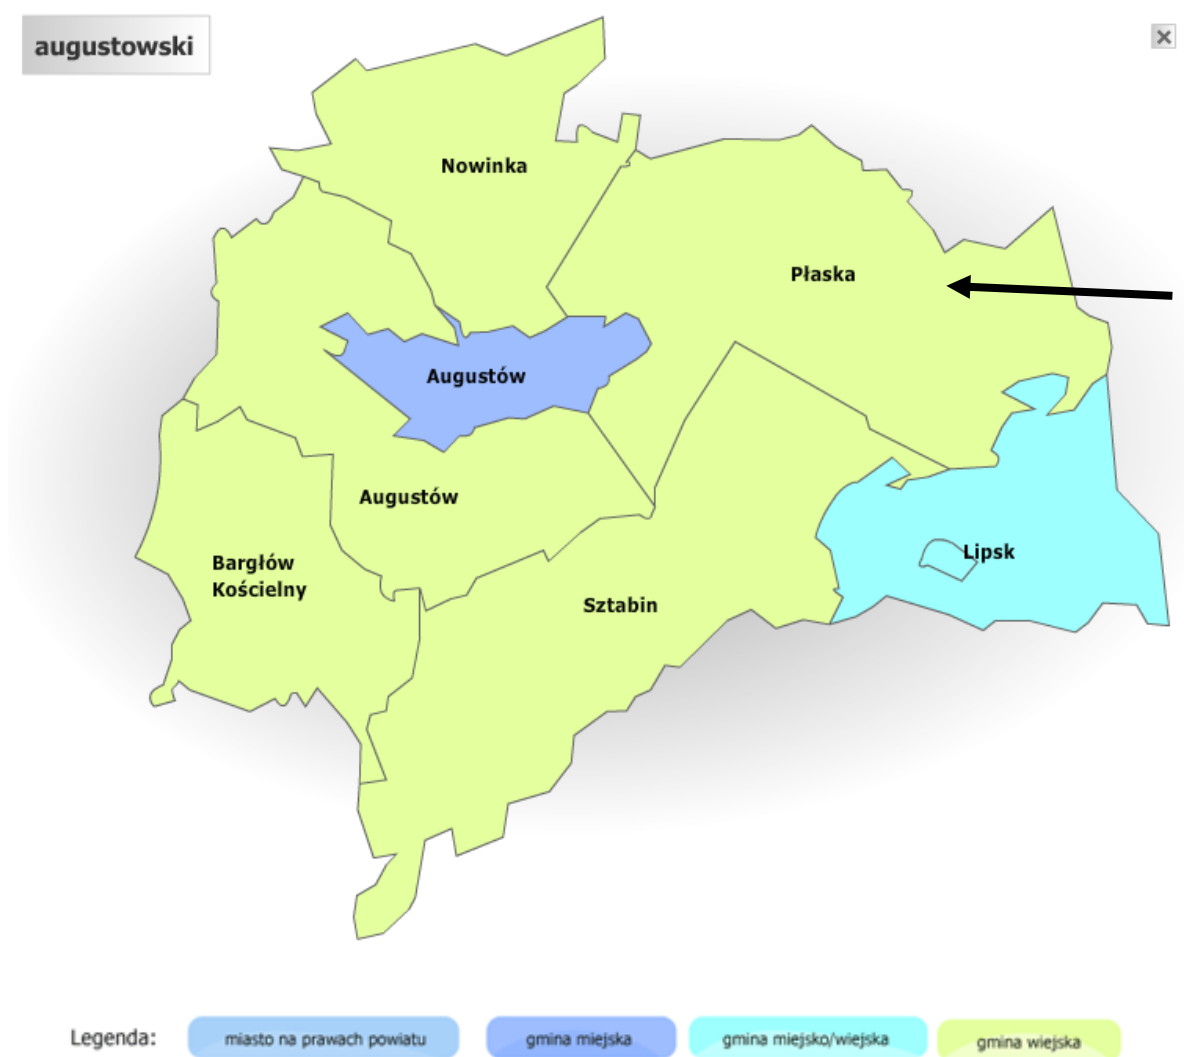 augustowski
Nowinka
Płaska
Augustów
Augustów
Bargłów
Kościelny
Lipsk
Sztabin
Legenda:
miasto na prawach powiatu
gmina miejska
gmina miejsko/wiejska
gmina wiejska